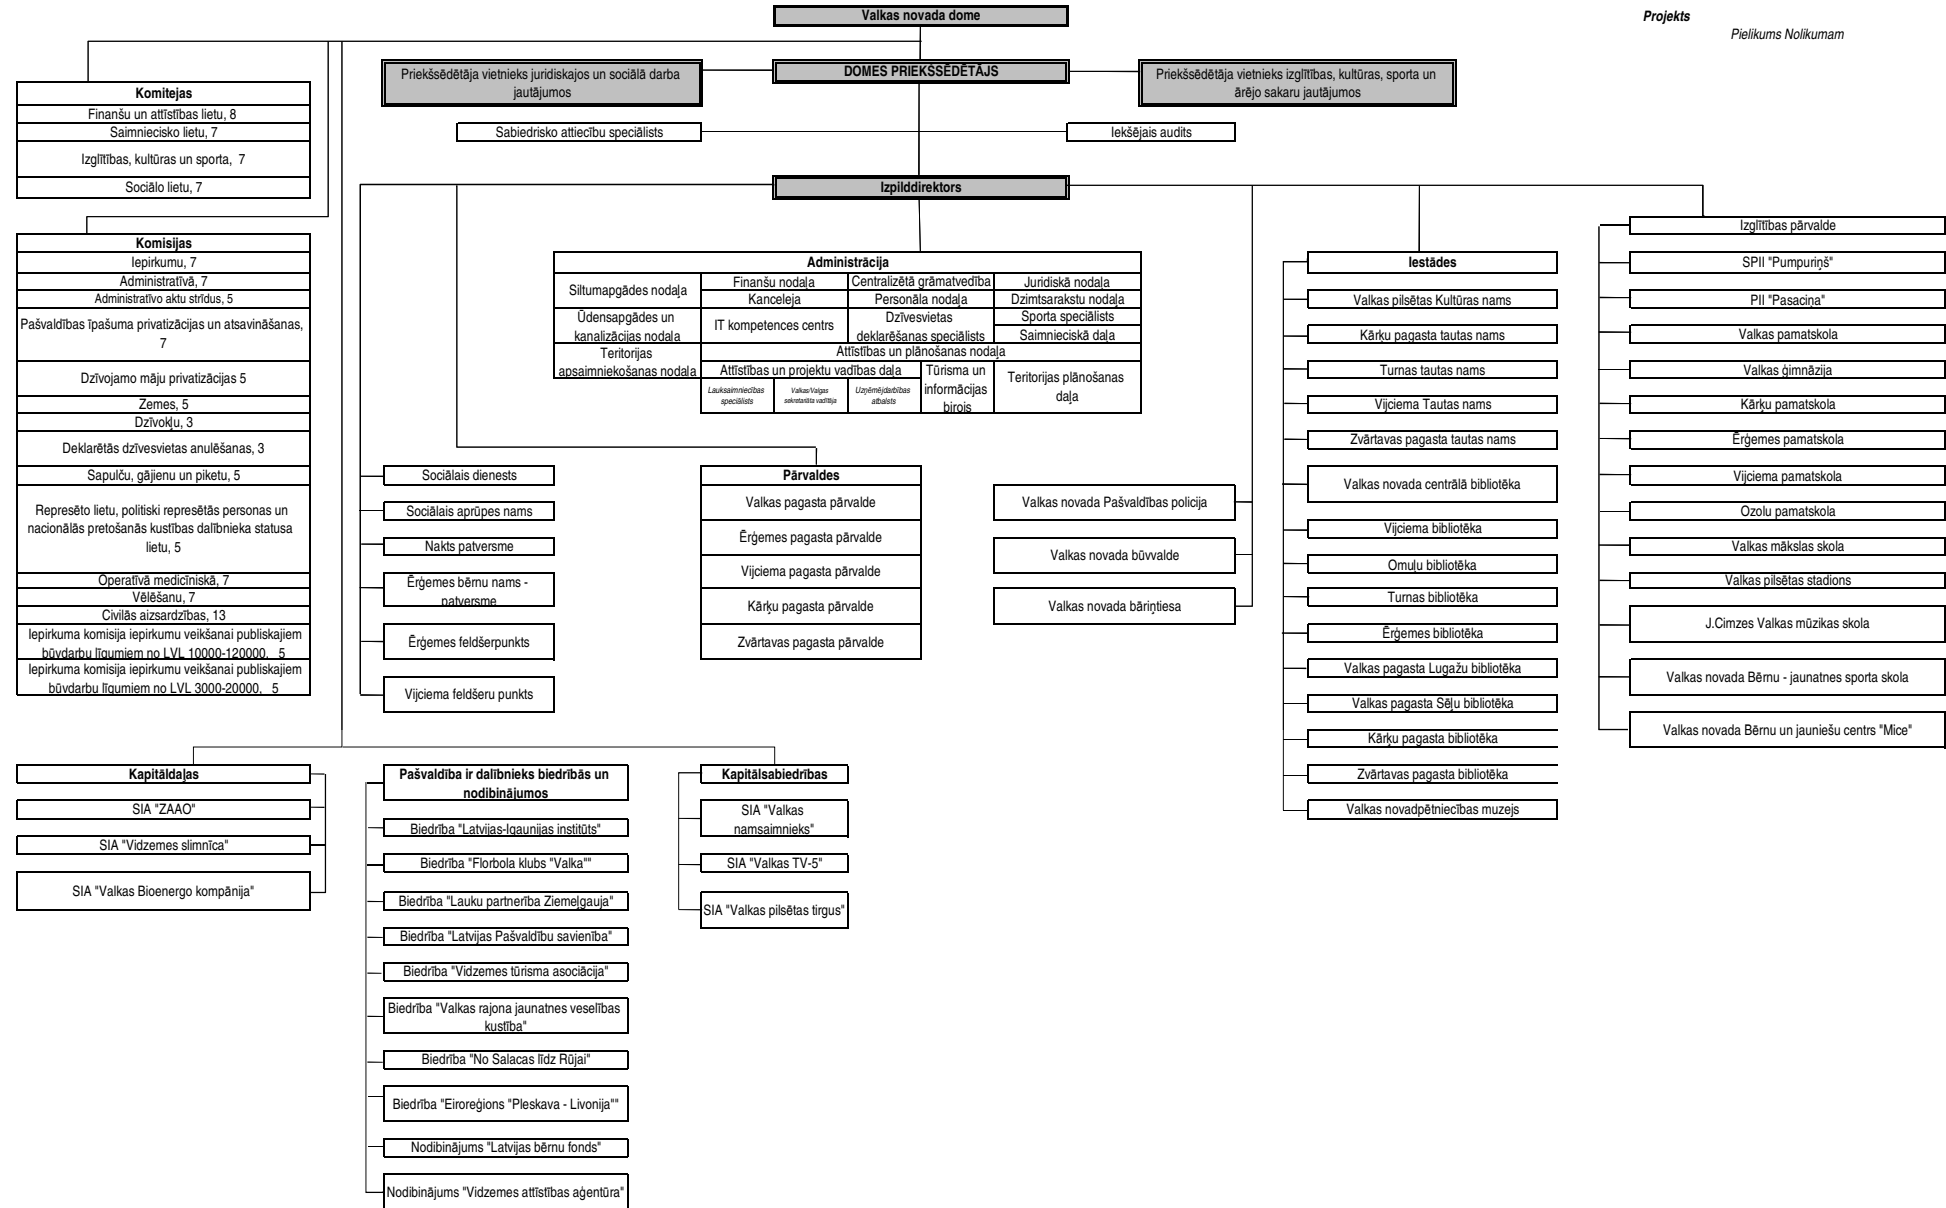 Valkas novada dome
Projekts
Pielikums Nolikumam
Priekšsēdētāja vietnieks juridiskajos un sociālā darba
jautājumos
DOMES PRIEKŠSĒDĒTĀJS
Priekšsēdētāja vietnieks izglītības, kultūras, sporta un
ārējo sakaru jautājumos
Sabiedrisko attiecību speciālists
Iekšējais audits
Izpilddirektors
Komitejas
Finanšu un attīstības lietu, 8
Saimniecisko lietu, 7
Izglītības, kultūras un sporta, 7
Sociālo lietu, 7
Komisijas
Iepirkumu, 7
Administratīvā, 7
Administratīvo aktu strīdus, 5
Pašvaldības īpašuma privatizācijas un atsavināšanas,
7
Dzīvojamo māju privatizācijas 5
Zemes, 5
Dzīvokļu, 3
Deklarētās dzīvesvietas anulēšanas, 3
Sapulču, gājienu un piketu, 5
Represēto lietu, politiski represētās personas un
nacionālās pretošanās kustības dalībnieka statusa
lietu, 5
Operatīvā medicīniskā, 7
Vēlēšanu, 7
Civilās aizsardzības, 13
Iepirkuma komisija iepirkumu veikšanai publiskajiem
būvdarbu līgumiem no LVL 10000-120000, 5
Iepirkuma komisija iepirkumu veikšanai publiskajiem
būvdarbu līgumiem no LVL 3000-20000, 5
Administrācija
Siltumapgādes nodaļa
Finanšu nodaļa
Centralizētā grāmatvedība
Juridiskā nodaļa
Kanceleja
Personāla nodaļa
Dzimtsarakstu nodaļa
Ūdensapgādes un
kanalizācijas nodaļa
IT kompetences centrs
Dzīvesvietas
deklarēšanas speciālists
Sporta speciālists
Saimnieciskā daļa
Teritorijas
apsaimniekošanas nodaļa
Attīstības un plānošanas nodaļa
Attīstības un projektu vadības daļa
Tūrisma un
informācijas
birojs
Teritorijas plānošanas
daļa
Lauksaimniecības
speciālists
Valkas/Valgas
sekretariāta vadītāja
Uzņēmējdarbības
atbalsts
Sociālais dienests
Sociālais aprūpes nams
Nakts patversme
Ērģemes bērnu nams -
patversme
Ērģemes feldšerpunkts
Vijciema feldšeru punkts
Pārvaldes
Valkas pagasta pārvalde
Ērģemes pagasta pārvalde
Vijciema pagasta pārvalde
Kārķu pagasta pārvalde
Zvārtavas pagasta pārvalde
Valkas novada Pašvaldības policija
Valkas novada būvvalde
Valkas novada bāriņtiesa
Iestādes
Valkas pilsētas Kultūras nams
Kārķu pagasta tautas nams
Turnas tautas nams
Vijciema Tautas nams
Zvārtavas pagasta tautas nams
Valkas novada centrālā bibliotēka
Vijciema bibliotēka
Omuļu bibliotēka
Turnas bibliotēka
Ērģemes bibliotēka
Valkas pagasta Lugažu bibliotēka
Valkas pagasta Sēļu bibliotēka
Kārķu pagasta bibliotēka
Zvārtavas pagasta bibliotēka
Valkas novadpētniecības muzejs
Izglītības pārvalde
SPII "Pumpuriņš"
PII "Pasaciņa"
Valkas pamatskola
Valkas ģimnāzija
Kārķu pamatskola
Ērģemes pamatskola
Vijciema pamatskola
Ozolu pamatskola
Valkas mākslas skola
Valkas pilsētas stadions
J.Cimzes Valkas mūzikas skola
Valkas novada Bērnu - jaunatnes sporta skola
Valkas novada Bērnu un jauniešu centrs "Mice"
Kapitāldaļas
SIA "ZAAO"
SIA "Vidzemes slimnīca"
SIA "Valkas Bioenergo kompānija"
Pašvaldība ir dalībnieks biedrībās un
nodibinājumos
Biedrība "Latvijas-Igaunijas institūts"
Biedrība "Florbola klubs "Valka""
Biedrība "Lauku partnerība Ziemeļgauja"
Biedrība "Latvijas Pašvaldību savienība"
Biedrība "Vidzemes tūrisma asociācija"
Biedrība "Valkas rajona jaunatnes veselības
kustība"
Biedrība "No Salacas līdz Rūjai"
Biedrība "Eiroreģions "Pleskava - Livonija""
Nodibinājums "Latvijas bērnu fonds"
Nodibinājums "Vidzemes attīstības aģentūra"
Kapitālsabiedrības
SIA "Valkas
namsaimnieks"
SIA "Valkas TV-5"
SIA "Valkas pilsētas tirgus"